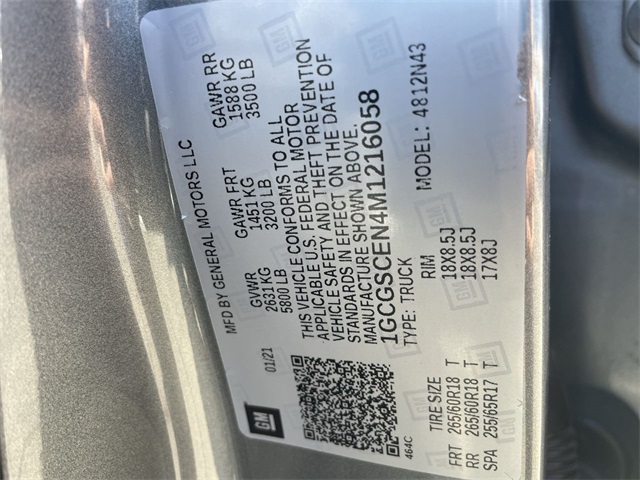 MFD BY GENERAL MOTORS LLC
01/21
GVWR GAWR FRT GAWR RR
2631 KG 1451 KG 1588 KG
5800 LB 3200 LB 3500 LB
THIS VEHICLE CONFORMS TO ALL
APPLICABLE U.S. FEDERAL MOTOR
VEHICLE SAFETY AND THEFT PREVENTION
STANDARDS IN EFFECT ON THE DATE OF
MANUFACTURE SHOWN ABOVE.
1GCGSCEN4M1216058
TYPE: TRUCK MODEL: 4812N43
GM
464C
TIRE SIZE RIM
FRT 265/60R18 T 18X8.5J
RR 265/60R18 T 18X8.5J
SPA 255/65R17 T 17X8J